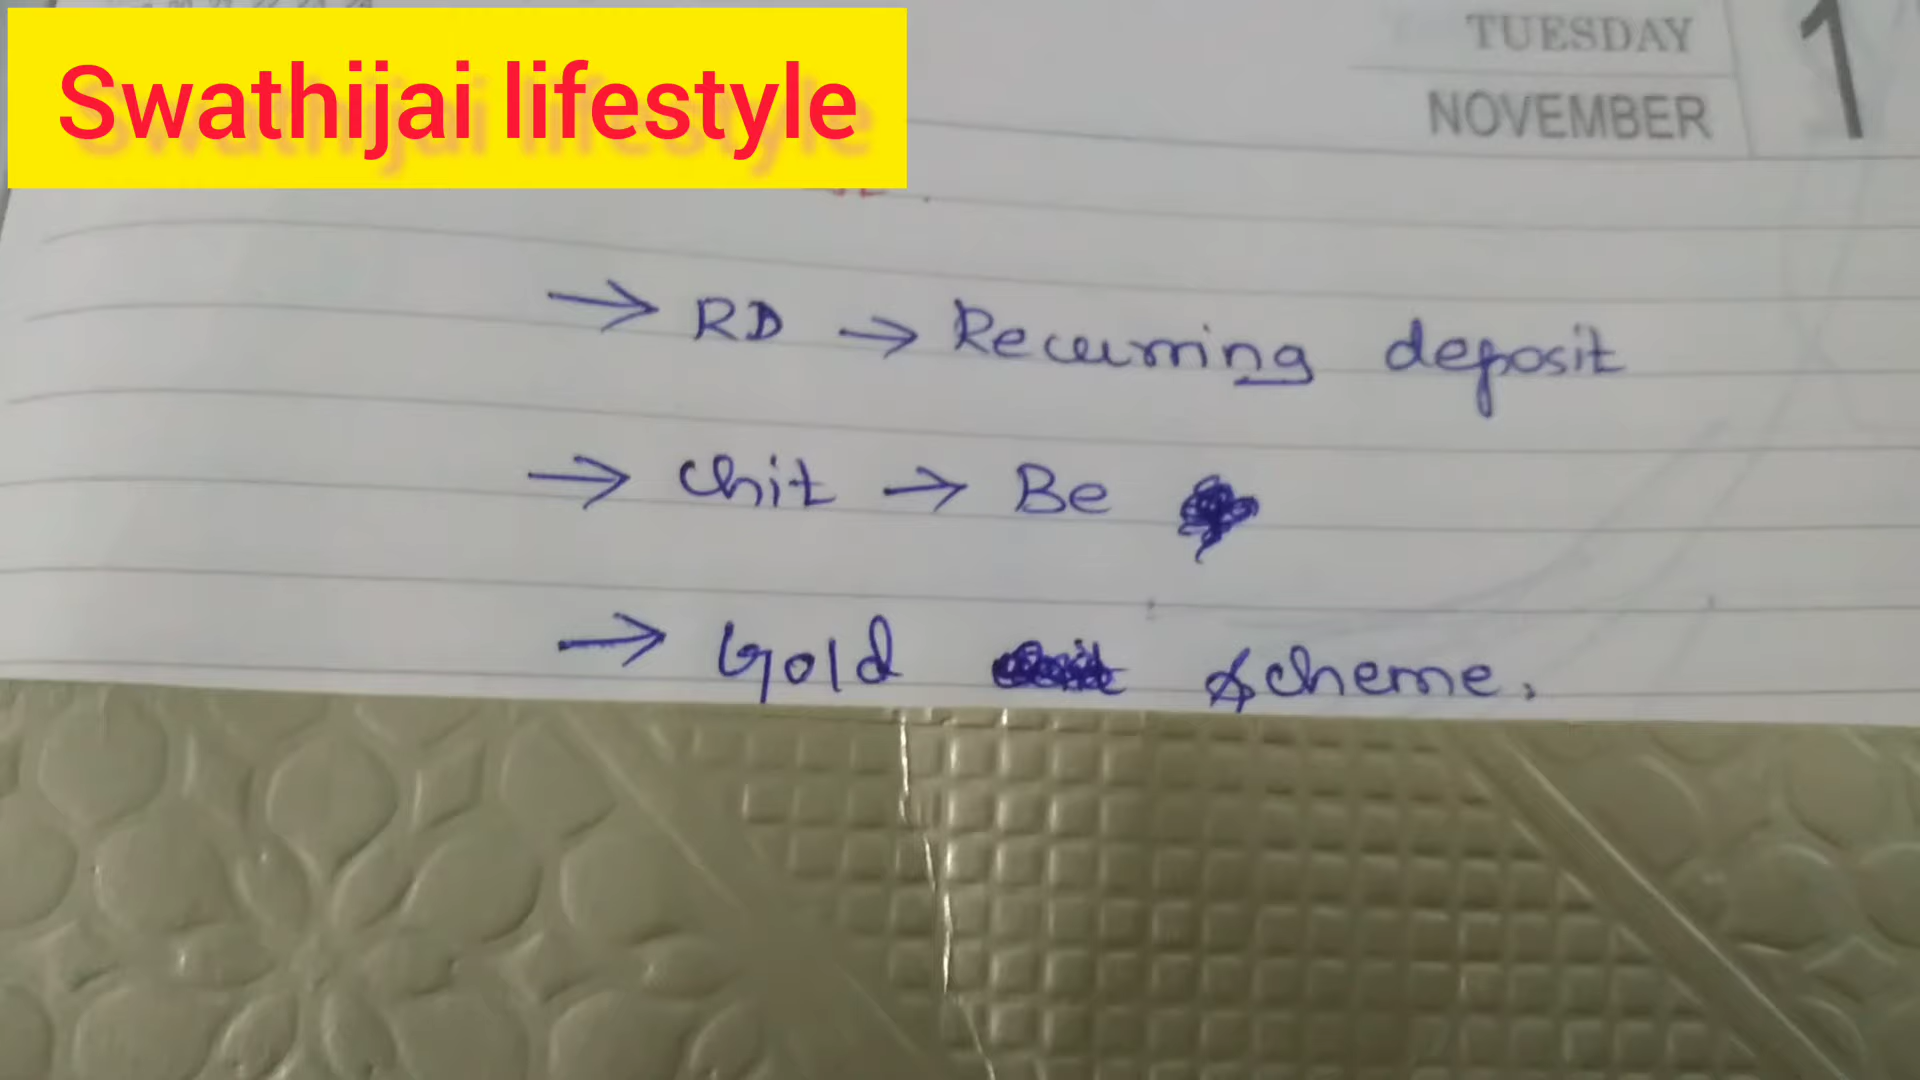 Swathijai lifestyle
TUESDAY
NOVEMBER
1
→ RD → Recurring deposit
→ chit → Be
→ Gold scheme.